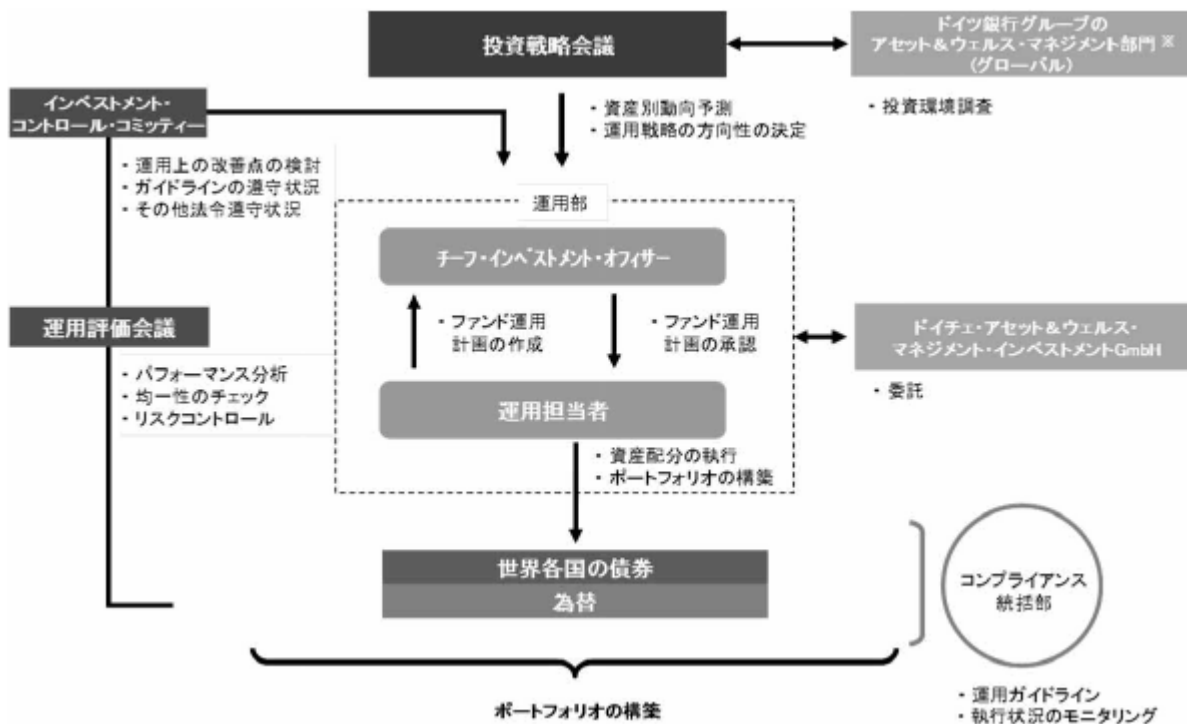 投資戦略会議
ドイツ銀行グループの
アセット＆ウェルス・マネジメント部門※
(グローバル)
・投資環境調査
・資産別動向予測
・運用戦略の方向性の決定
インベストメント・
コントロール・コミッティー
・運用上の改善点の検討
・ガイドラインの遵守状況
・その他法令遵守状況
運用部
チーフ・インベストメント・オフィサー
・ファンド運用
計画の作成
・ファンド運用
計画の承認
運用評価会議
・パフォーマンス分析
・均一性のチェック
・リスクコントロール
ドイチェ・アセット＆ウェルス・
マネジメント・インベストメントGmbH
・委託
運用担当者
・資産配分の執行
・ポートフォリオの構築
世界各国の債券
為替
コンプライアンス
統括部
・運用ガイドライン
・執行状況のモニタリング
ポートフォリオの構築